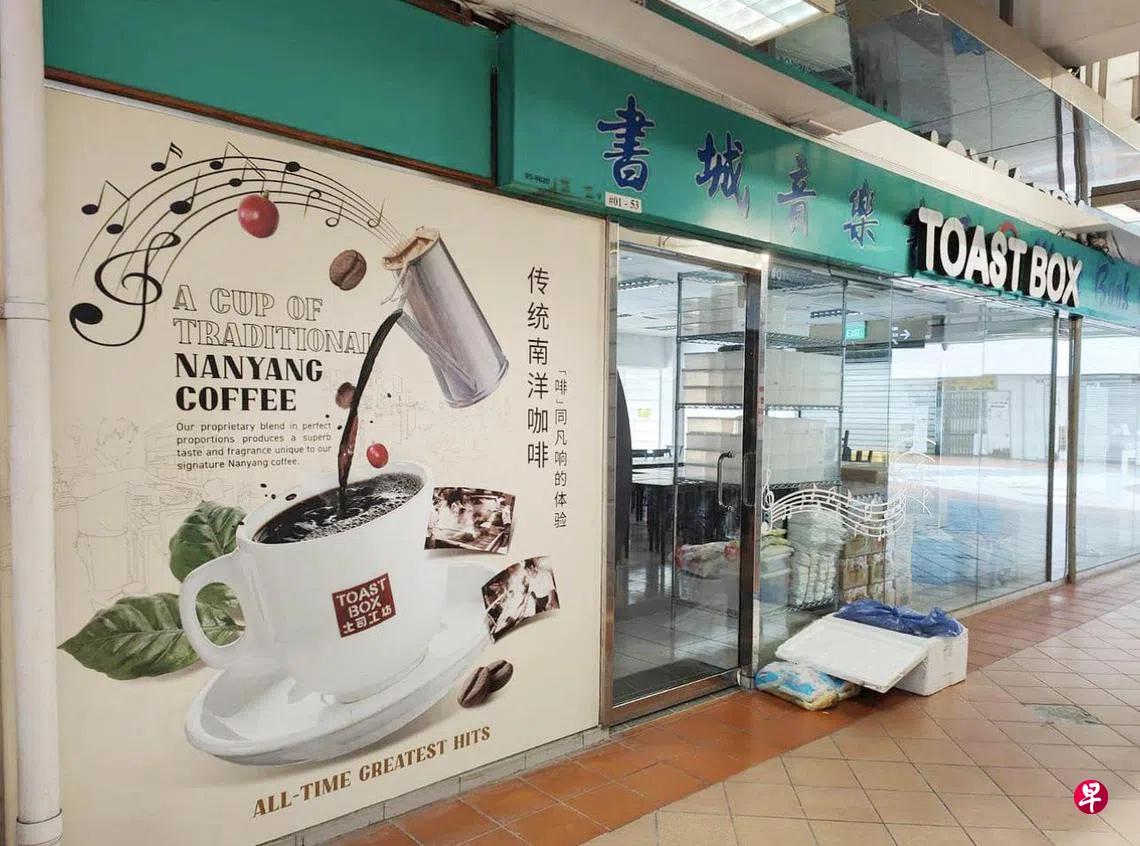 書城音樂
#01 - 53
TOAST BOX
Book
EXIT
A CUP OF
TRADITIONAL
NANYANG
COFFEE
Our proprietary blend in perfect
proportions produces a superb
taste and fragrance unique to our
signature Nanyang coffee.
传统南洋咖啡
「啡」同凡响的体验
TOAST
BOX
土司工坊
ALL-TIME GREATEST HITS
早